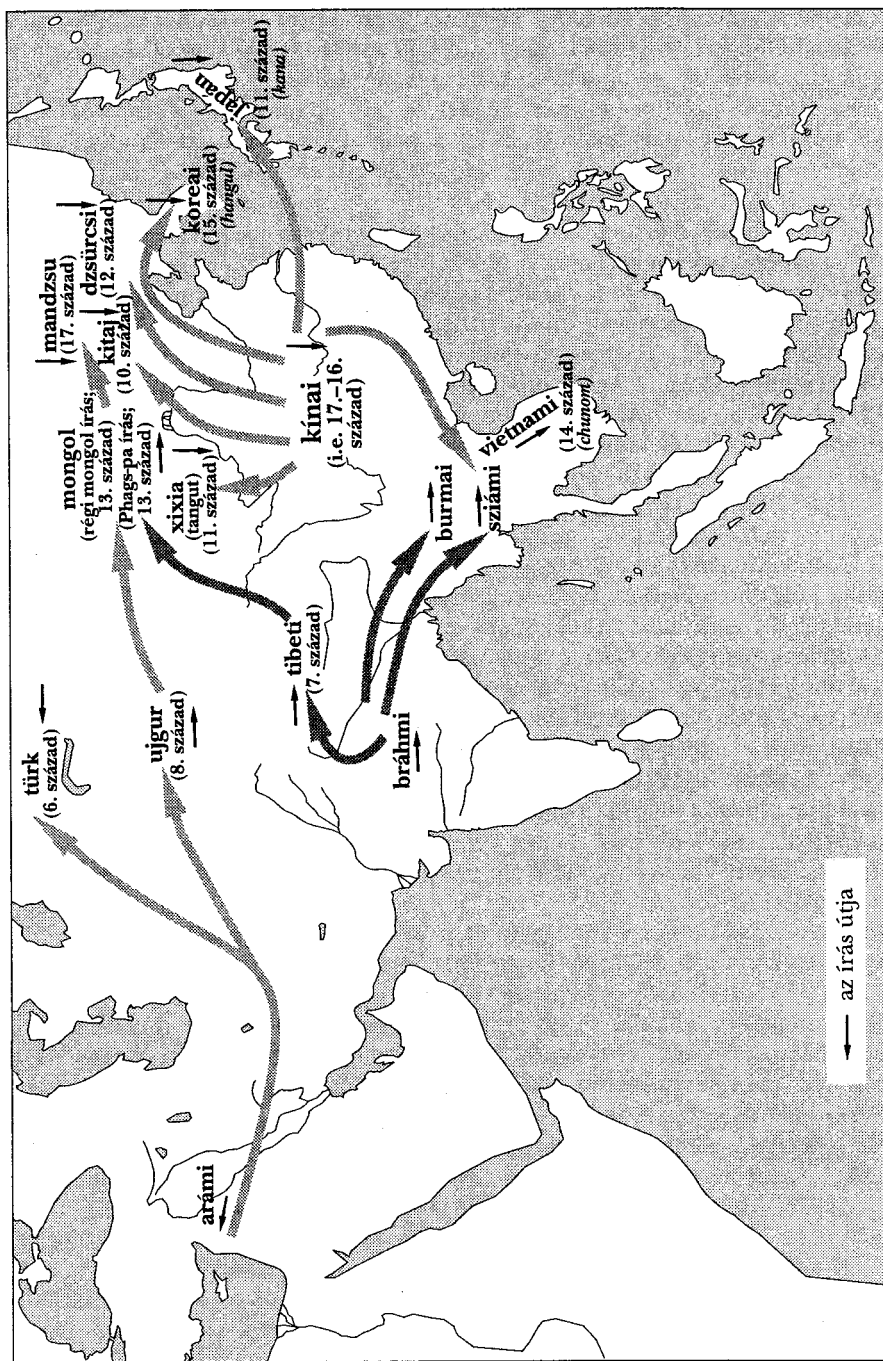 türk
(6. század)
ujgur
(8. század)
mongol
(régi mongol írás;
13. század)
(Phags-pa írás;
13. század)
mandzsu
(17. század)
kitaj
(10. század)
dzsürcsi
(12. század)
koreai
(15. század)
(hangul)
japán
(11. század)
(kana)
xixia
(tangut)
(11. század)
kínai
(i.e. 17.–16.
század)
arámi
tibeti
(7. század)
bráhmi
burmai
sziámi
vietnami
(14. század)
(chunom)
az írás útja